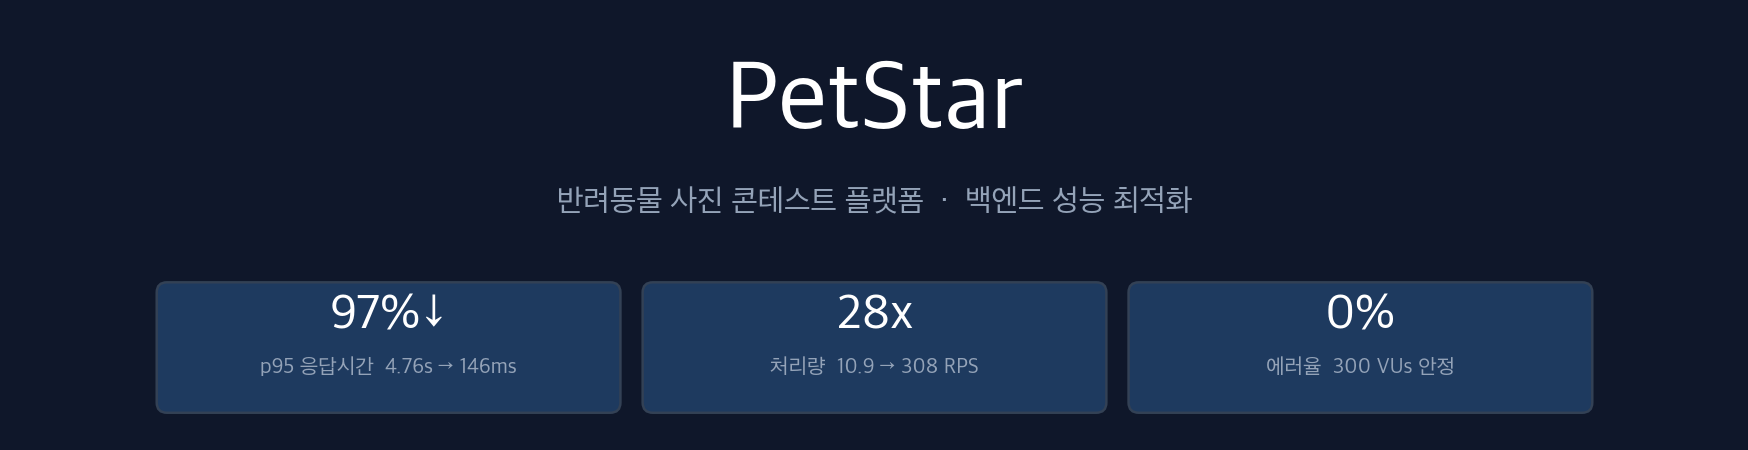 PetStar
반려동물 사진 콘테스트 플랫폼 · 백엔드 성능 최적화
97%↓
p95 응답시간 4.76s → 146ms
28x
처리량 10.9 → 308 RPS
0%
에러율 300 VUs 안정